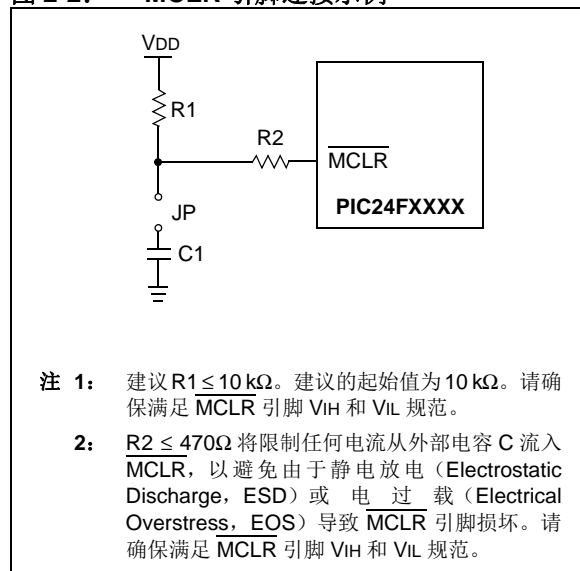 图 2-2： MCLR 引脚连接示例
VDD
R1
R2
MCLR
JP
PIC24FXXXX
C1
注 1： 建议 R1 ≤ 10 kΩ。建议的起始值为 10 kΩ。请确
保满足 MCLR 引脚 VIH 和 VIL 规范。
2： R2 ≤ 470Ω 将限制任何电流从外部电容 C 流入
MCLR，以避免由于静电放电（Electrostatic
Discharge，ESD）或 电 过 载（Electrical
Overstress，EOS）导致 MCLR 引脚损坏。请
确保满足 MCLR 引脚 VIH 和 VIL 规范。